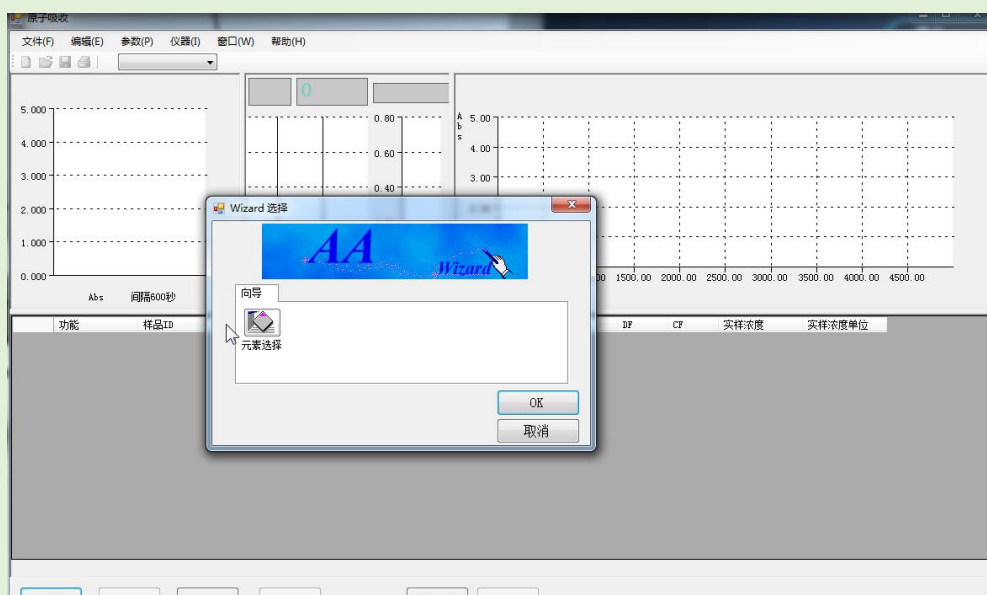 原子吸收
文件(F) 编辑(E) 参数(P) 仪器(I) 窗口(W) 帮助(H)
0
5.000
4.000
3.000
2.000
1.000
0.000
Abs 间隔600秒
0.80
0.60
0.40
Abs
5.00
4.00
3.00
1500.00 2000.00 2500.00 3000.00 3500.00 4000.00 4500.00
Wizard 选择
AA
Wizard
向导
元素选择
OK
取消
功能 样品ID DF CF 实样浓度 实样浓度单位